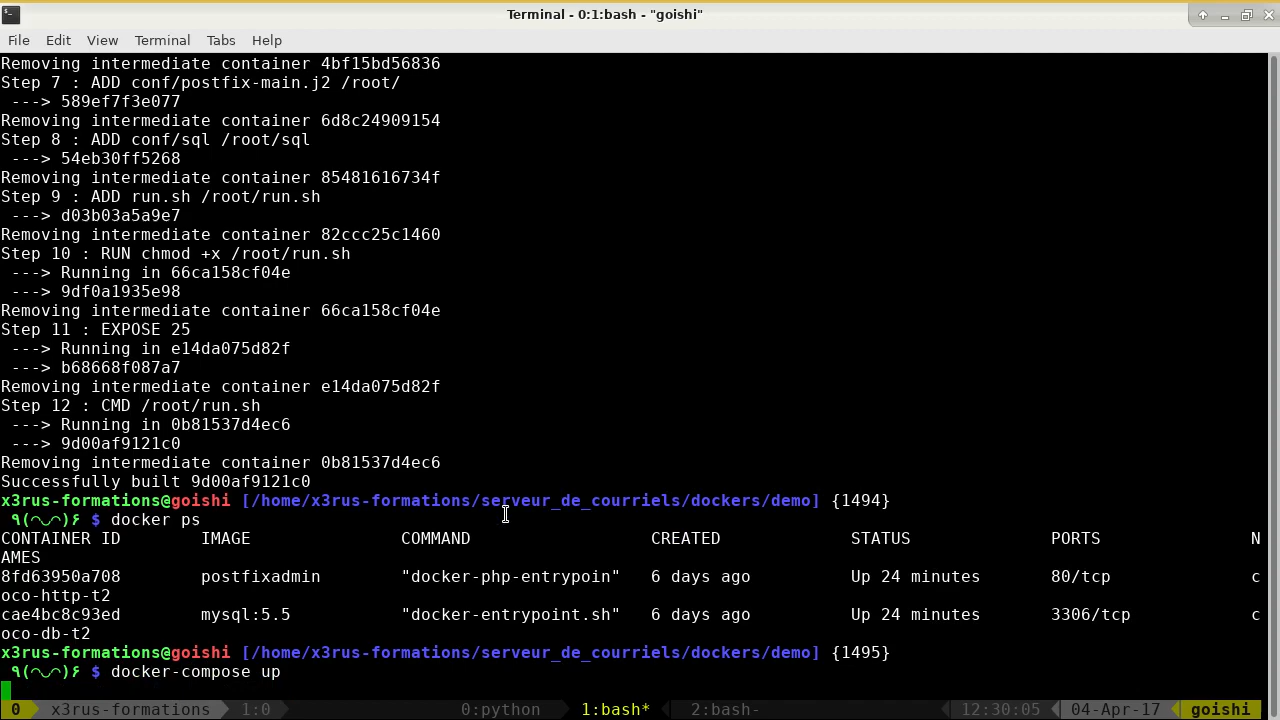 Terminal - 0:1:bash - "goishi"
File Edit View Terminal Tabs Help
Removing intermediate container 4bf15bd56836
Step 7 : ADD conf/postfix-main.j2 /root/
 ---> 589ef7f3e077
Removing intermediate container 6d8c24909154
Step 8 : ADD conf/sql /root/sql
 ---> 54eb30ff5268
Removing intermediate container 85481616734f
Step 9 : ADD run.sh /root/run.sh
 ---> d03b03a5a9e7
Removing intermediate container 82ccc25c1460
Step 10 : RUN chmod +x /root/run.sh
 ---> Running in 66ca158cf04e
 ---> 9df0a1935e98
Removing intermediate container 66ca158cf04e
Step 11 : EXPOSE 25
 ---> Running in e14da075d82f
 ---> b68668f087a7
Removing intermediate container e14da075d82f
Step 12 : CMD /root/run.sh
 ---> Running in 0b81537d4ec6
 ---> 9d00af9121c0
Removing intermediate container 0b81537d4ec6
Successfully built 9d00af9121c0
x3rus-formations@goishi [/home/x3rus-formations/serveur_de_courriels/dockers/demo] {1494}
 ٩(◠◡◠)۶ $ docker ps
CONTAINER ID        IMAGE               COMMAND                  CREATED             STATUS              PORTS               N
AMES
8fd63950a708        postfixadmin        "docker-php-entrypoin"   6 days ago          Up 24 minutes       80/tcp              c
oco-http-t2
cae4bc8c93ed        mysql:5.5           "docker-entrypoint.sh"   6 days ago          Up 24 minutes       3306/tcp            c
oco-db-t2
x3rus-formations@goishi [/home/x3rus-formations/serveur_de_courriels/dockers/demo] {1495}
 ٩(◠◡◠)۶ $ docker-compose up
0 x3rus-formations 1:0 0:python 1:bash* 2:bash- 12:30:05 04-Apr-17 goishi